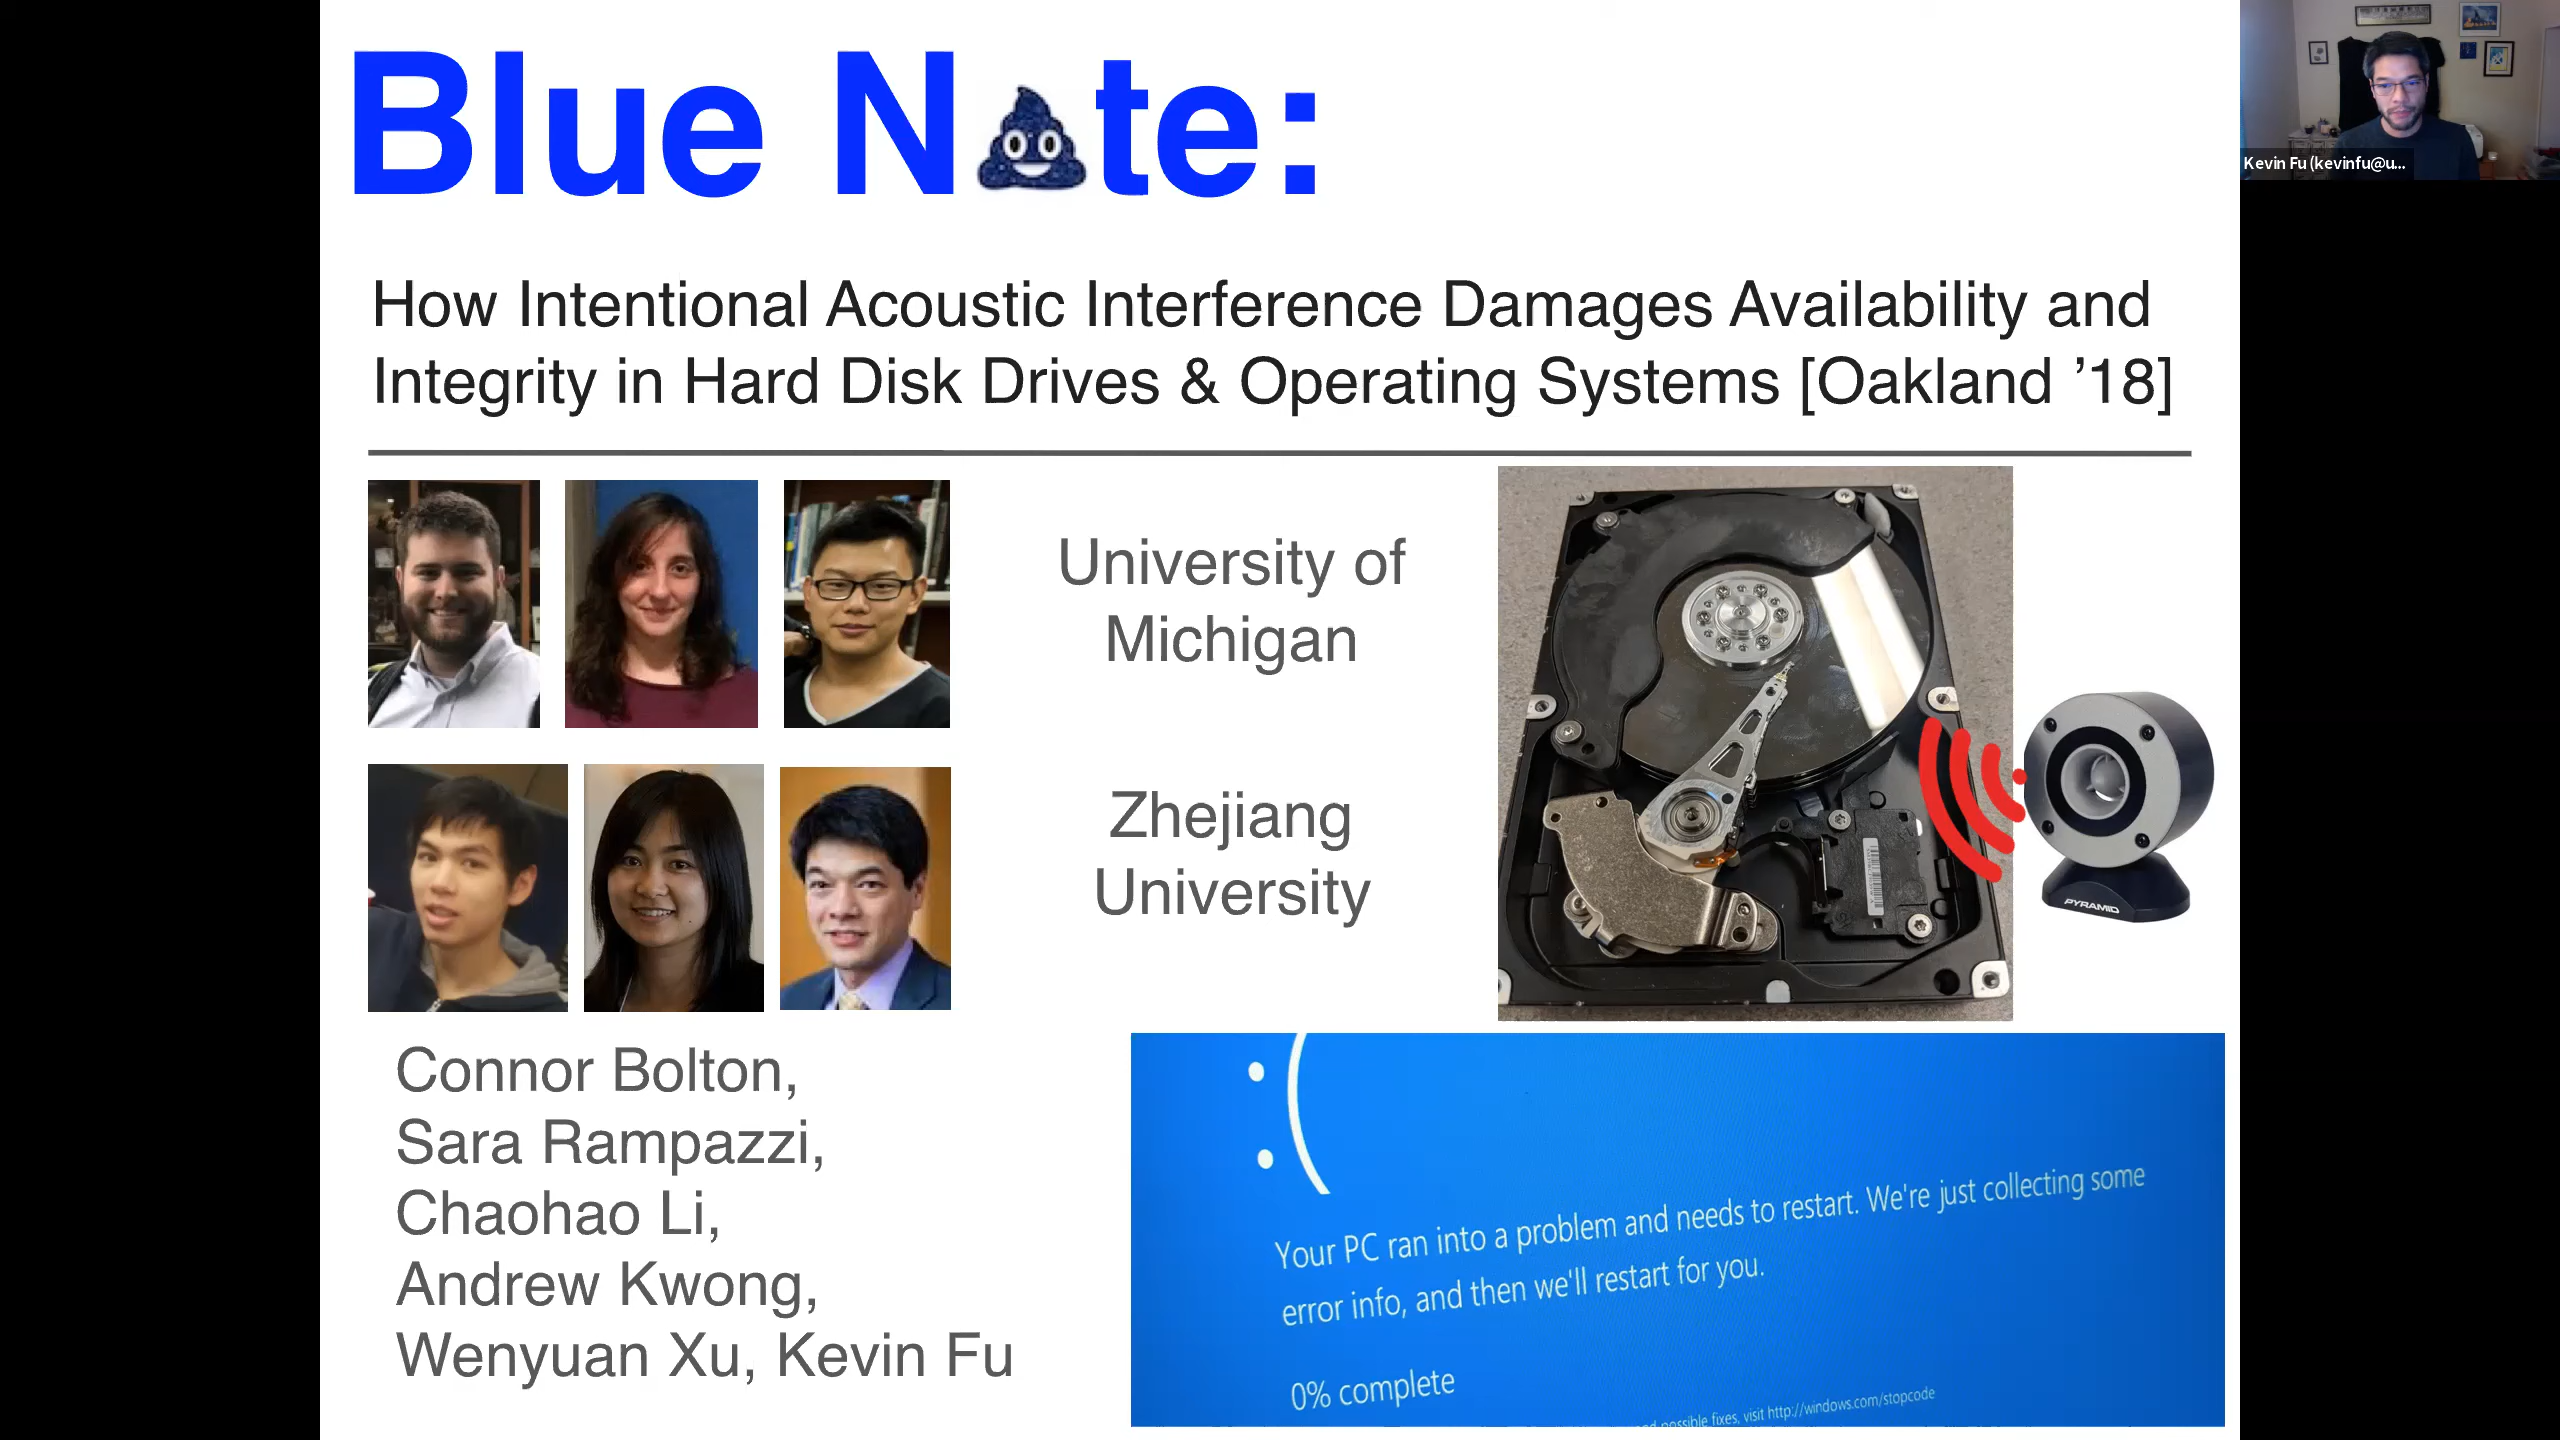 Blue N te:
Kevin Fu (kevinfu@u...
How Intentional Acoustic Interference Damages Availability and
Integrity in Hard Disk Drives & Operating Systems [Oakland ’18]
University of
Michigan
Zhejiang
University
PYRAMID
Connor Bolton,
Sara Rampazzi,
Chaohao Li,
Andrew Kwong,
Wenyuan Xu, Kevin Fu
:(
Your PC ran into a problem and needs to restart. We're just collecting some
error info, and then we'll restart for you.
0% complete
possible fixes, visit http://windows.com/stopcode